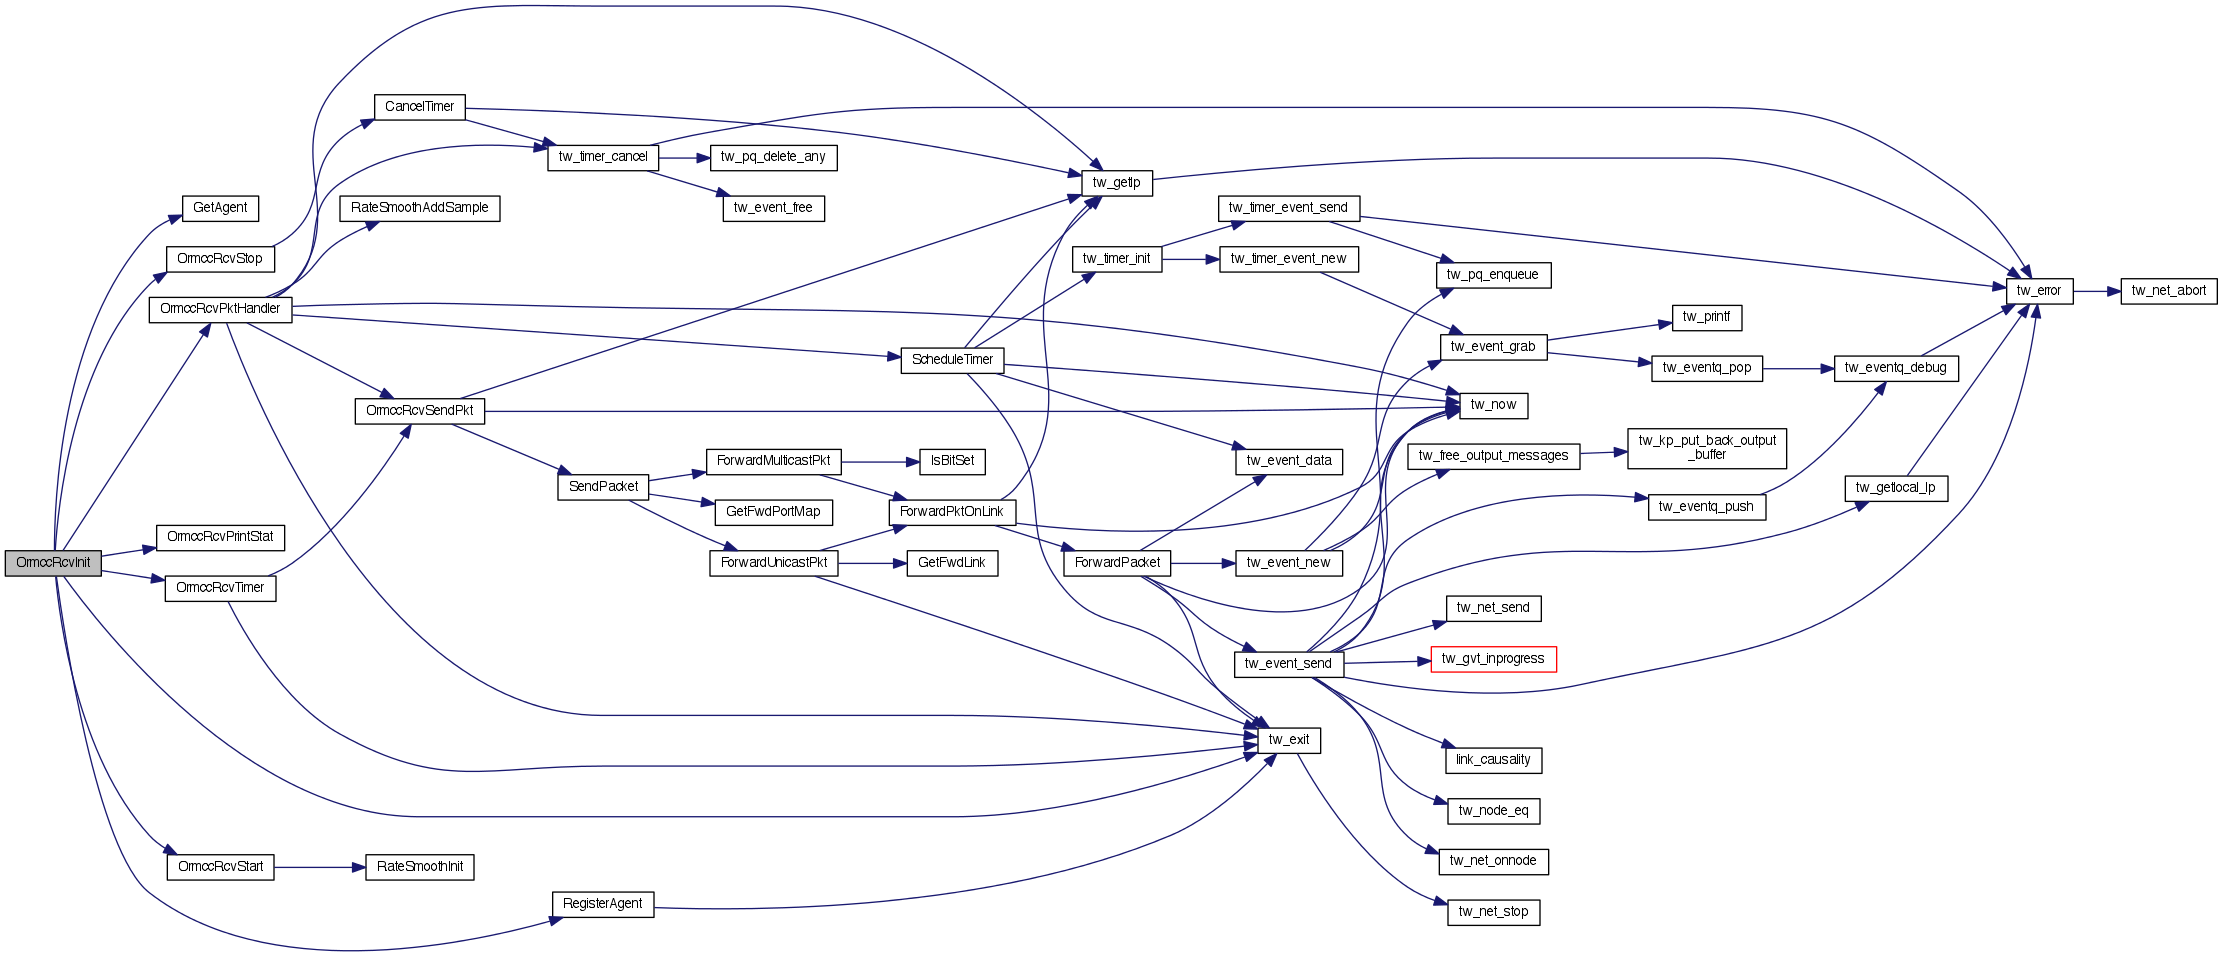 OrmccRcvInit
GetAgent
OrmccRcvStop
OrmccRcvPktHandler
OrmccRcvPrintStat
OrmccRcvTimer
OrmccRcvStart
CancelTimer
RateSmoothAddSample
OrmccRcvSendPkt
RateSmoothInit
tw_timer_cancel
SendPacket
RegisterAgent
tw_pq_delete_any
tw_event_free
ForwardMulticastPkt
GetFwdPortMap
ForwardUnicastPkt
ScheduleTimer
IsBitSet
ForwardPktOnLink
GetFwdLink
tw_getlp
tw_timer_init
ForwardPacket
tw_timer_event_send
tw_timer_event_new
tw_event_data
tw_event_new
tw_event_send
tw_exit
tw_pq_enqueue
tw_event_grab
tw_now
tw_free_output_messages
tw_net_send
tw_gvt_inprogress
link_causality
tw_node_eq
tw_net_onnode
tw_net_stop
tw_printf
tw_eventq_pop
tw_kp_put_back_output
_buffer
tw_eventq_push
tw_eventq_debug
tw_getlocal_lp
tw_error
tw_net_abort